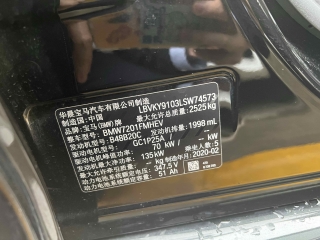 华晨宝马汽车有限公司制造
制造国：中国 LBVKY9103LSW74573
品牌：宝马(BMW)牌 最大允许总质量：2525kg
整车型号：BMW7201FMHEV
发动机型号：B48B20C 发动机排量：1998 mL
驱动电机型号：GC1P25A
驱动电机峰值功率：70 kW /
发动机最大净功率：135kW 乘坐人数：5
制造年月：2020-02
动力电池系统额定电压：347.5 V
动力电池系统额定容量：51 Ah